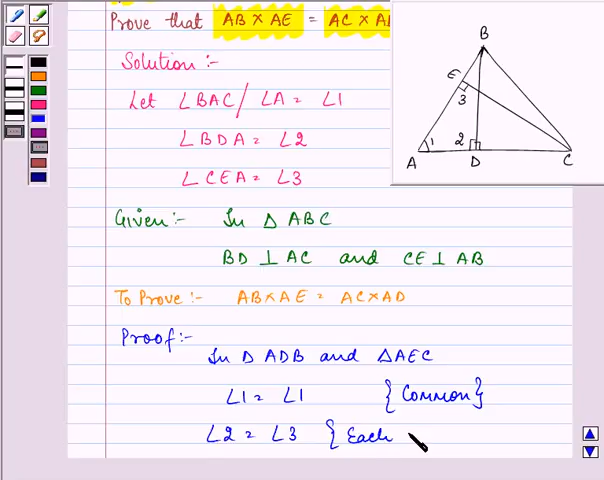 Prove that AB × AE = AC × AD
Solution :-
Let ∠BAC / ∠A = ∠1
∠BDA = ∠2
∠CEA = ∠3
Given :- In Δ ABC
BD ⊥ AC and CE ⊥ AB
To Prove :- AB × AE = AC × AD
Proof :-
In Δ ADB and ΔAEC
∠1 = ∠1 { Common }
∠2 = ∠3 { Each
B
E
3
A
1
2
D
C